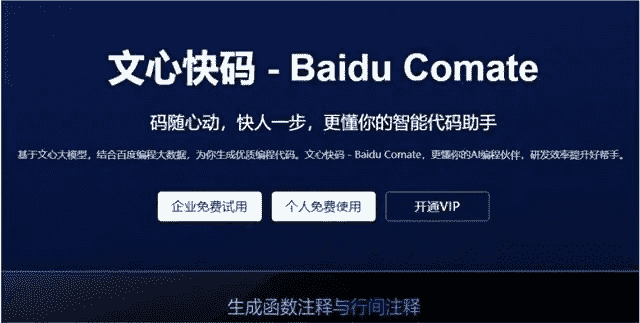 文心快码 - Baidu Comate
码随心动，快人一步，更懂你的智能代码助手
基于文心大模型，结合百度编程大数据，为你生成优质编程代码。文心快码 - Baidu Comate，更懂你的AI编程伙伴，研发效率提升好帮手。
企业免费试用 个人免费使用 开通VIP
生成函数注释与行间注释